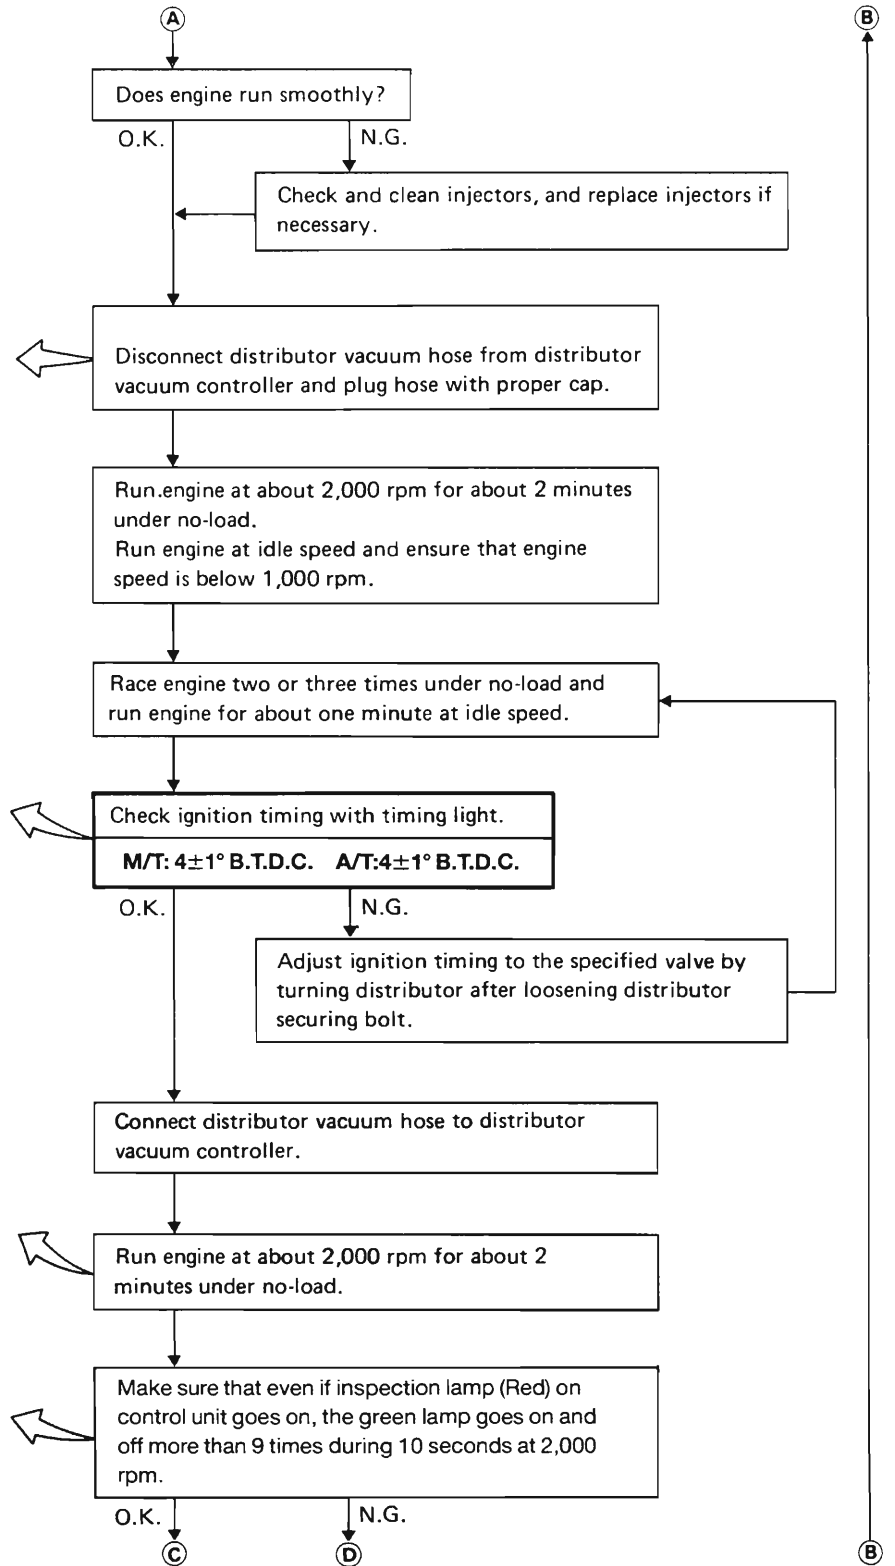 A
B
Does engine run smoothly?
O.K.
N.G.
Check and clean injectors, and replace injectors if
necessary.
Disconnect distributor vacuum hose from distributor
vacuum controller and plug hose with proper cap.
Run.engine at about 2,000 rpm for about 2 minutes
under no-load.
Run engine at idle speed and ensure that engine
speed is below 1,000 rpm.
Race engine two or three times under no-load and
run engine for about one minute at idle speed.
Check ignition timing with timing light.
M/T: 4±1° B.T.D.C. A/T:4±1° B.T.D.C.
O.K.
N.G.
Adjust ignition timing to the specified valve by
turning distributor after loosening distributor
securing bolt.
Connect distributor vacuum hose to distributor
vacuum controller.
Run engine at about 2,000 rpm for about 2
minutes under no-load.
Make sure that even if inspection lamp (Red) on
control unit goes on, the green lamp goes on and
off more than 9 times during 10 seconds at 2,000
rpm.
O.K.
N.G.
C
D
B